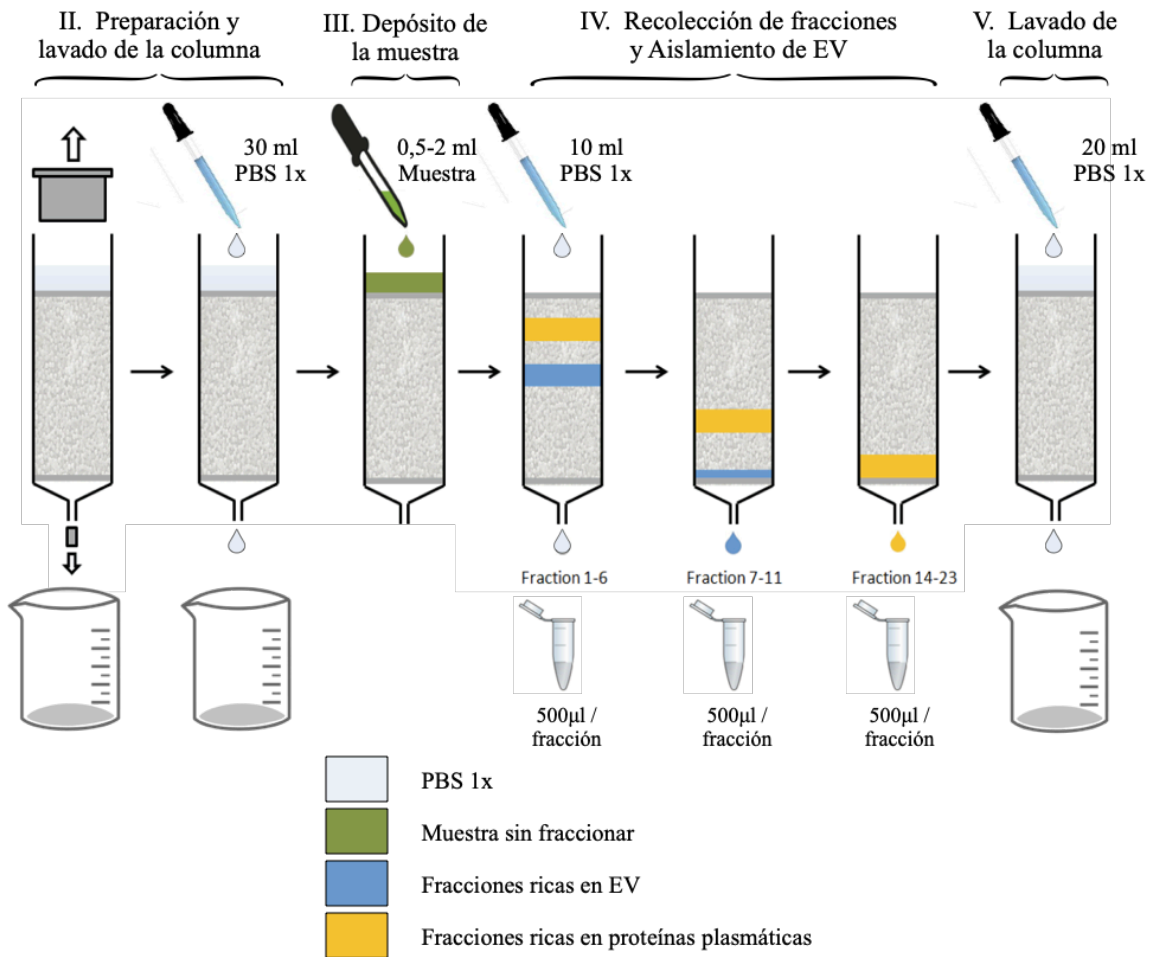 II.  Preparación y
lavado de la columna
III. Depósito de
la muestra
IV.  Recolección de fracciones
y Aislamiento de EV
V.  Lavado de
la columna
30 ml
PBS 1x
0,5-2 ml
Muestra
10 ml
PBS 1x
20 ml
PBS 1x
Fraction 1-6
Fraction 7-11
Fraction 14-23
500µl /
fracción
500µl /
fracción
500µl /
fracción
PBS 1x
Muestra sin fraccionar
Fracciones ricas en EV
Fracciones ricas en proteínas plasmáticas